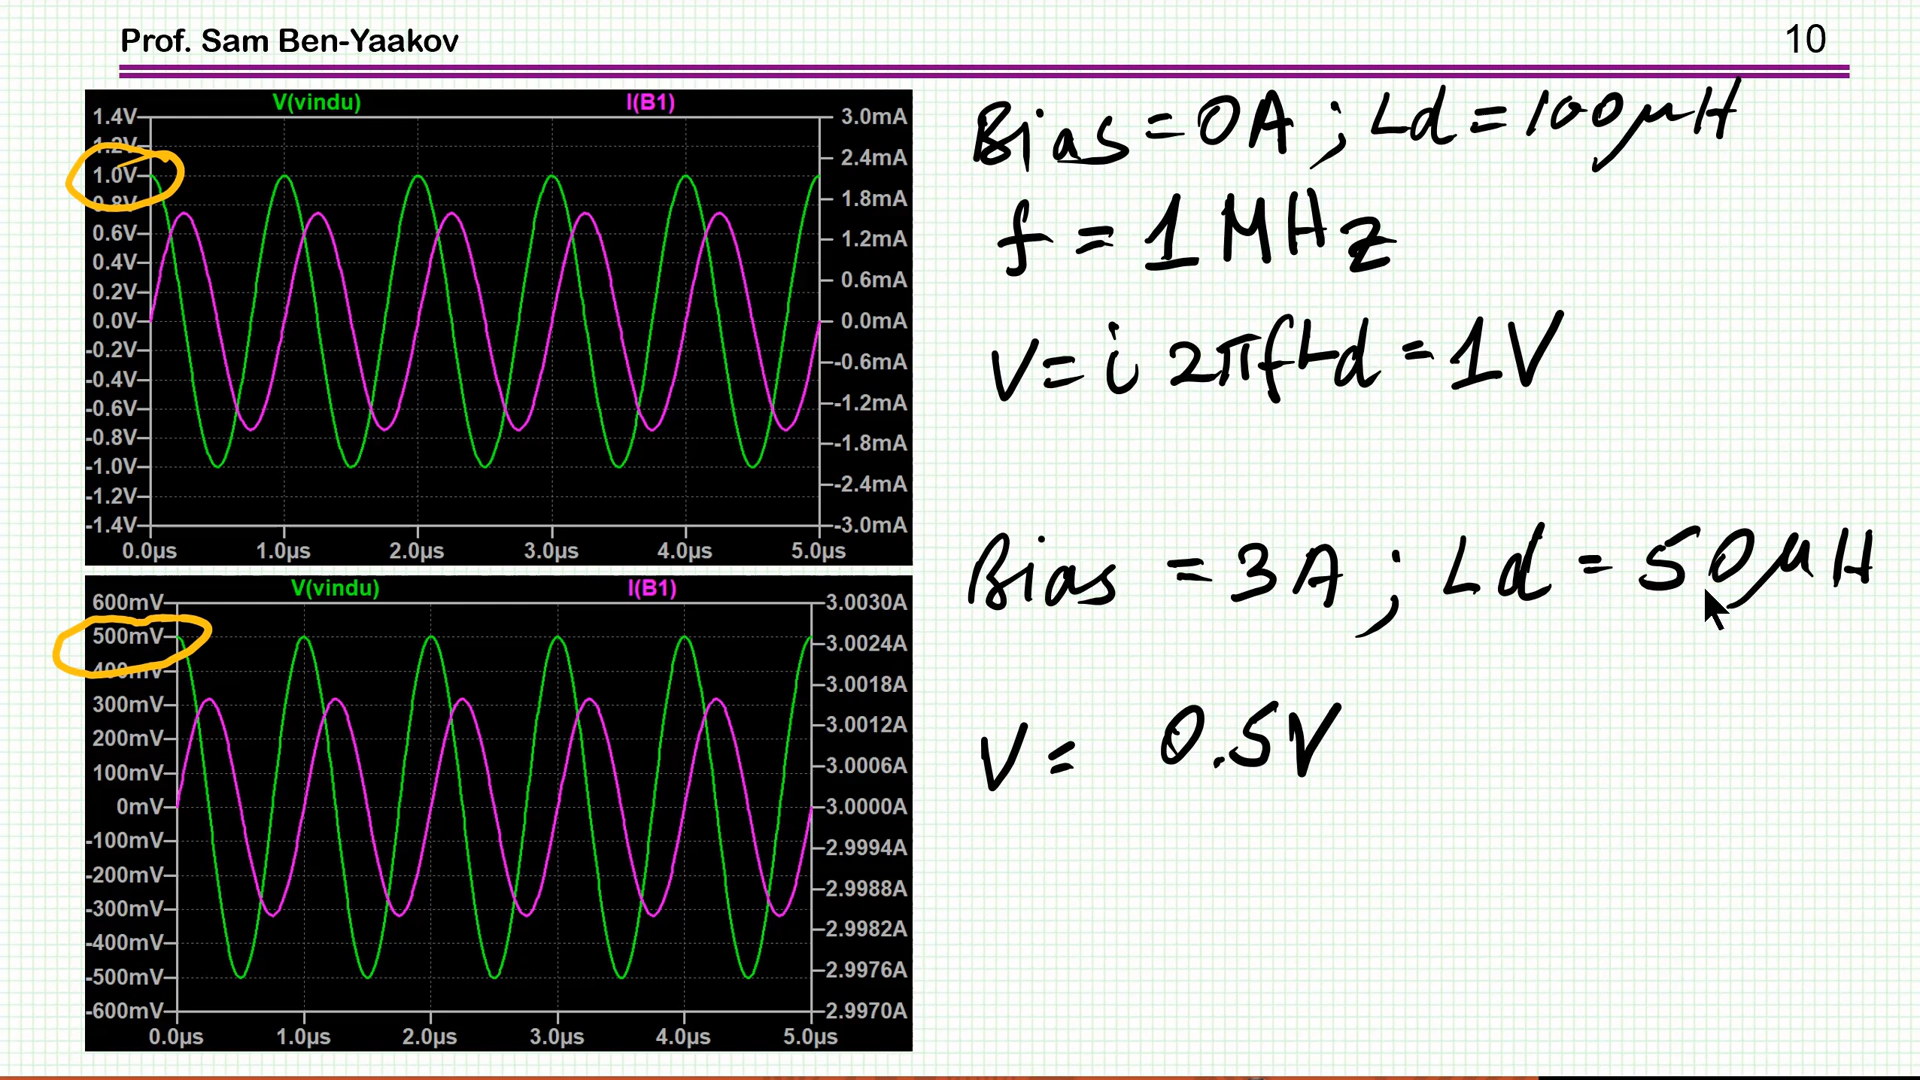 Prof. Sam Ben-Yaakov
10
V(vindu)
I(B1)
1.4V
1.2V
1.0V
0.8V
0.6V
0.4V
0.2V
0.0V
-0.2V
-0.4V
-0.6V
-0.8V
-1.0V
-1.2V
-1.4V
3.0mA
2.4mA
1.8mA
1.2mA
0.6mA
0.0mA
-0.6mA
-1.2mA
-1.8mA
-2.4mA
-3.0mA
0.0µs 1.0µs 2.0µs 3.0µs 4.0µs 5.0µs
Bias = 0A ; Ld = 100µH
f = 1 MHz
V = i 2πfLd = 1V
V(vindu)
I(B1)
600mV
500mV
400mV
300mV
200mV
100mV
0mV
-100mV
-200mV
-300mV
-400mV
-500mV
-600mV
3.0030A
3.0024A
3.0018A
3.0012A
3.0006A
3.0000A
2.9994A
2.9988A
2.9982A
2.9976A
2.9970A
0.0µs 1.0µs 2.0µs 3.0µs 4.0µs 5.0µs
Bias = 3A ; Ld = 50µH
V = 0.5V